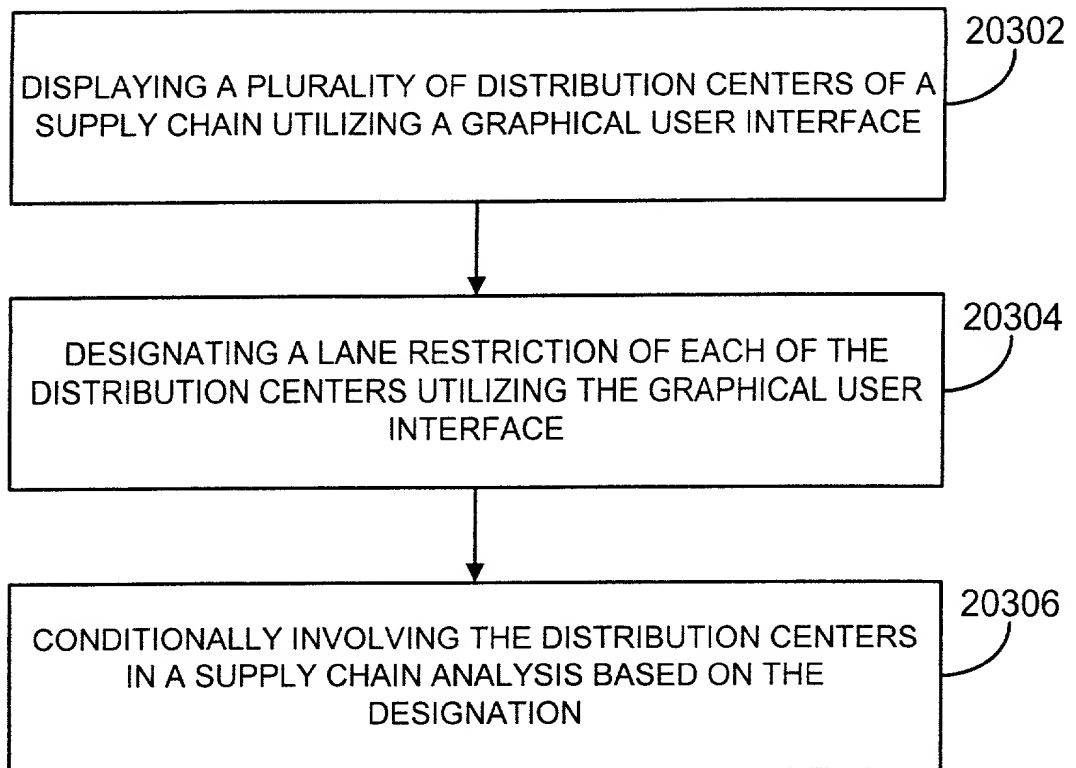 20302
DISPLAYING A PLURALITY OF DISTRIBUTION CENTERS OF A
SUPPLY CHAIN UTILIZING A GRAPHICAL USER INTERFACE
20304
DESIGNATING A LANE RESTRICTION OF EACH OF THE
DISTRIBUTION CENTERS UTILIZING THE GRAPHICAL USER
INTERFACE
20306
CONDITIONALLY INVOLVING THE DISTRIBUTION CENTERS
IN A SUPPLY CHAIN ANALYSIS BASED ON THE
DESIGNATION